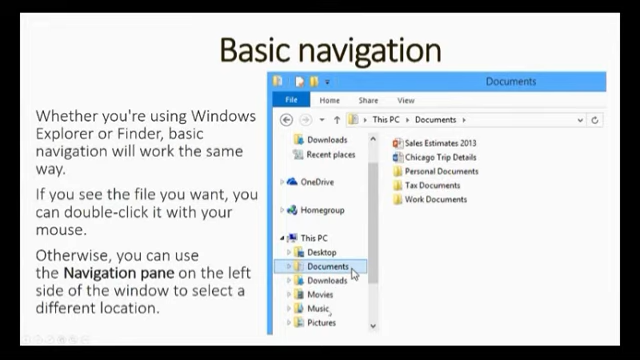 Basic navigation
Whether you're using Windows
Explorer or Finder, basic
navigation will work the same
way.
If you see the file you want, you
can double-click it with your
mouse.
Otherwise, you can use
the Navigation pane on the left
side of the window to select a
different location.
Documents
File Home Share View
This PC Documents
Downloads
Recent places
OneDrive
Homegroup
This PC
Desktop
Documents
Downloads
Movies
Music
Pictures
Sales Estimates 2013
Chicago Trip Details
Personal Documents
Tax Documents
Work Documents